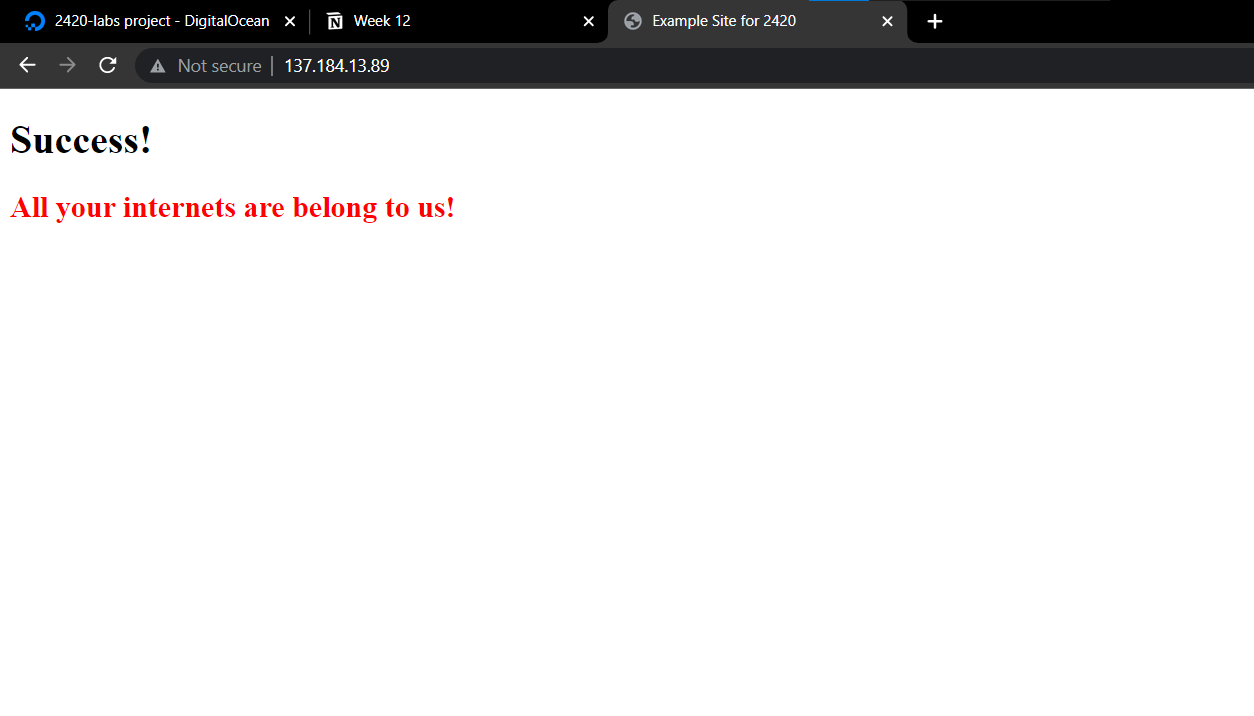 2420-labs project - DigitalOcean
Week 12
Example Site for 2420
Not secure
137.184.13.89
Success!
All your internets are belong to us!